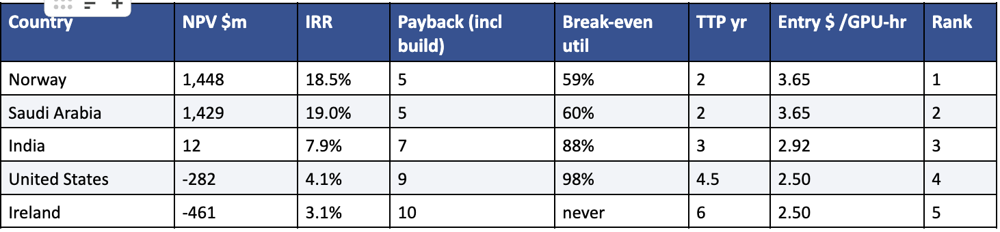 Country NPV $m IRR Payback (incl build) Break-even util TTP yr Entry $ /GPU-hr Rank
Norway 1,448 18.5% 5 59% 2 3.65 1
Saudi Arabia 1,429 19.0% 5 60% 2 3.65 2
India 12 7.9% 7 88% 3 2.92 3
United States -282 4.1% 9 98% 4.5 2.50 4
Ireland -461 3.1% 10 never 6 2.50 5